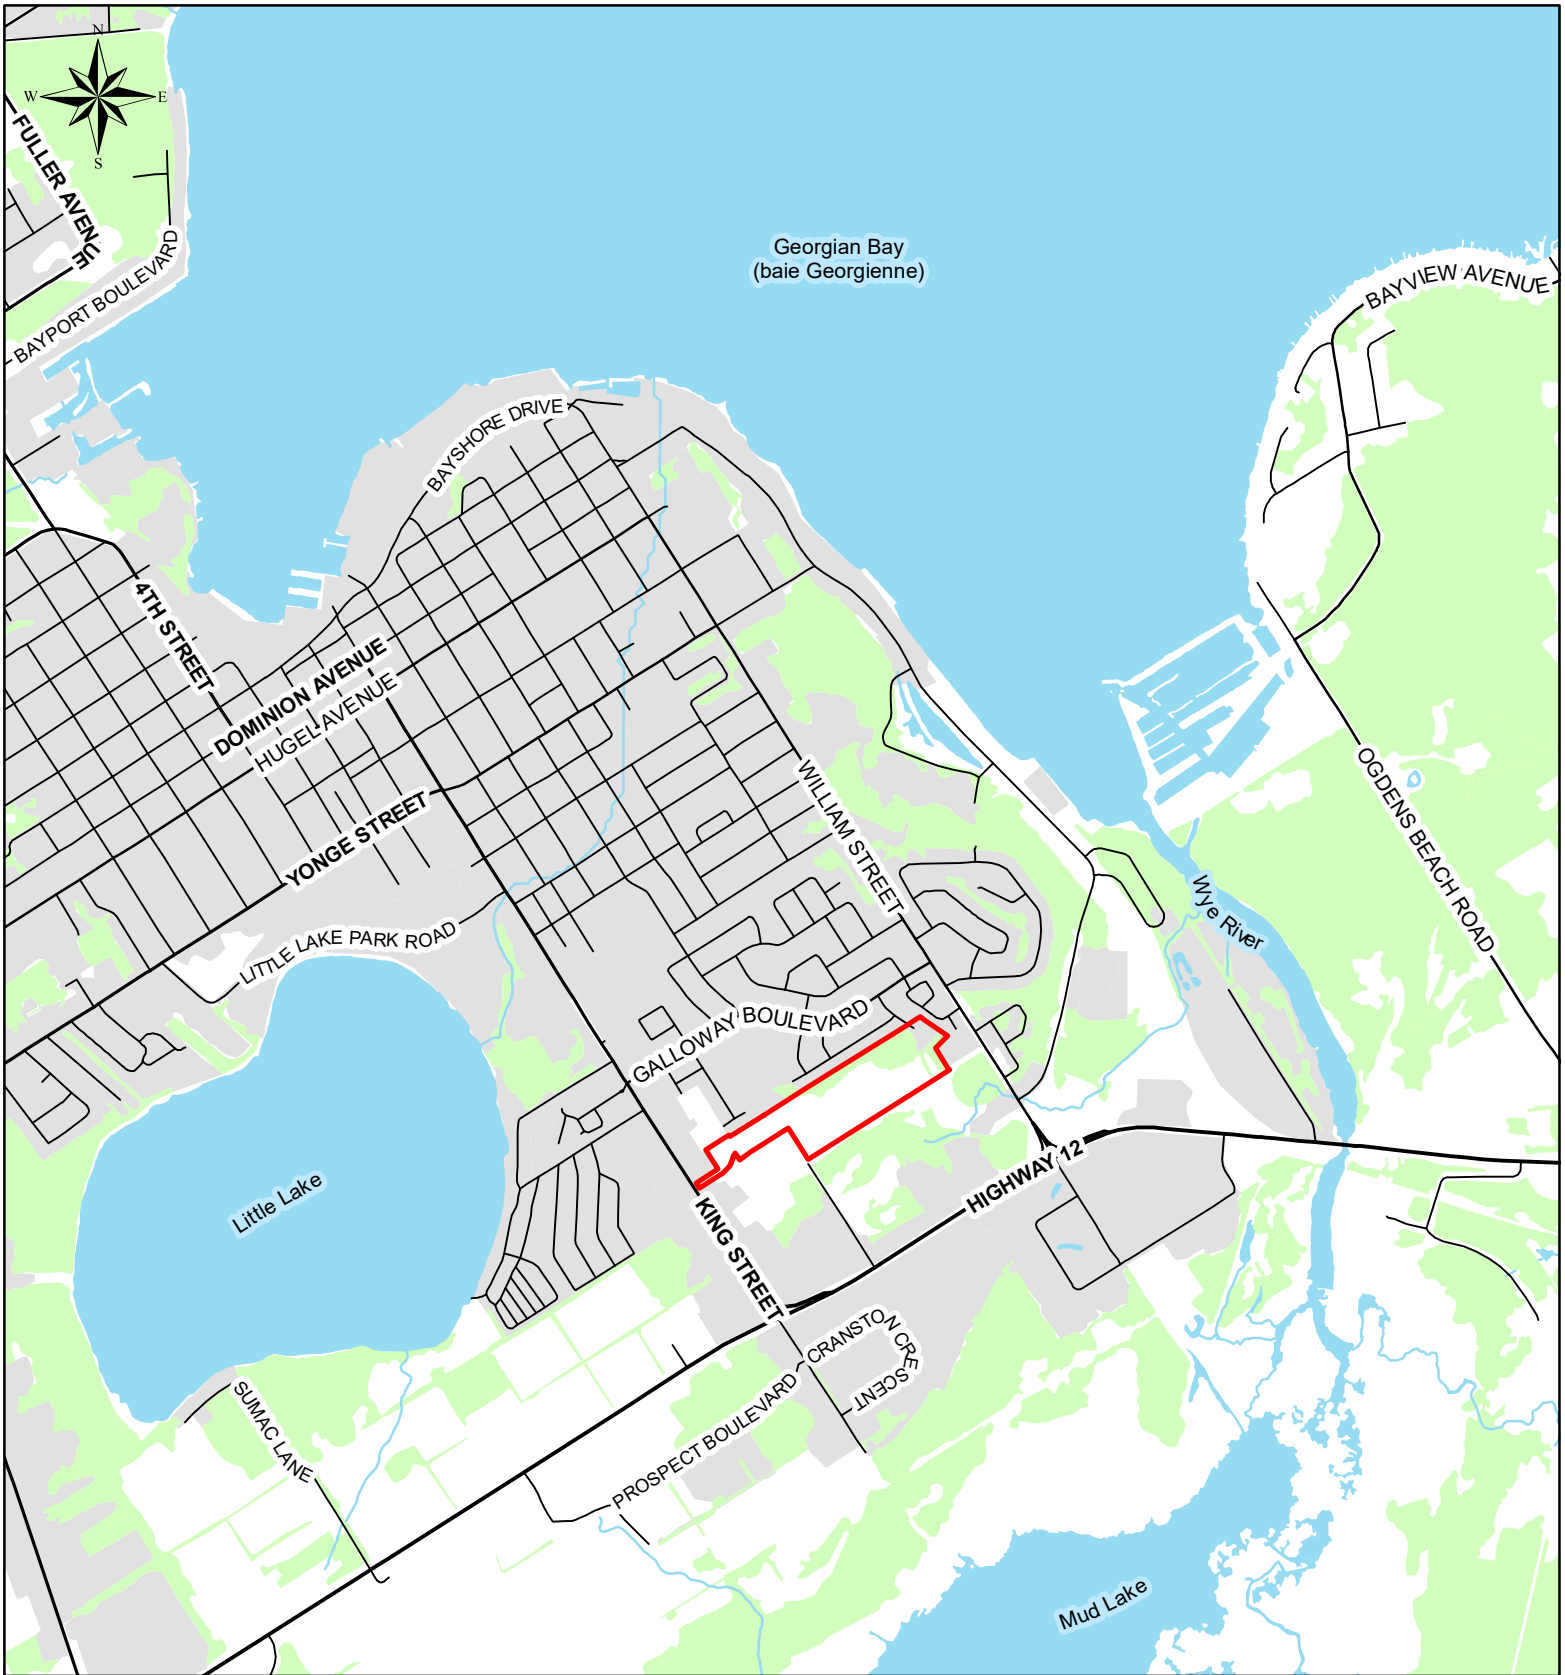 N
W
E
S
FULLER AVENUE
BAYPORT BOULEVARD
Georgian Bay
(baie Georgienne)
BAYVIEW AVENUE
BAYSHORE DRIVE
4TH STREET
DOMINION AVENUE
HUGEL AVENUE
YONGE STREET
WILLIAM STREET
OGDENS BEACH ROAD
Wye River
LITTLE LAKE PARK ROAD
GALLOWAY BOULEVARD
Little Lake
HIGHWAY 12
KING STREET
CRANSTON CRESCENT
PROSPECT BOULEVARD
SUMAC LANE
Mud Lake